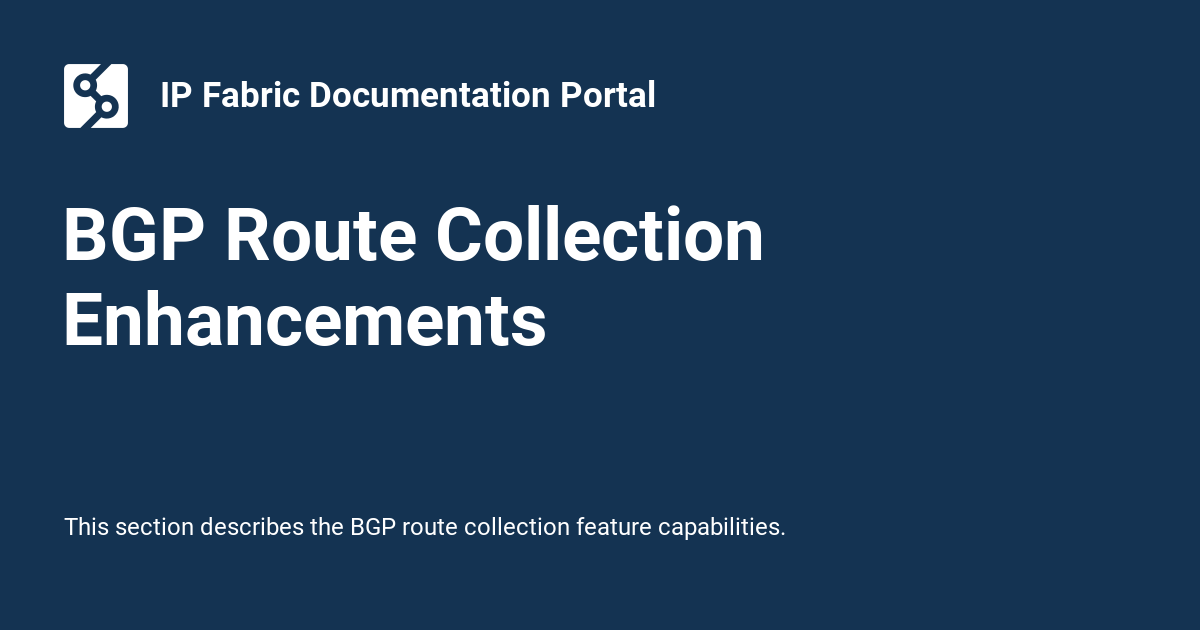 IP Fabric Documentation Portal
BGP Route Collection
Enhancements
This section describes the BGP route collection feature capabilities.